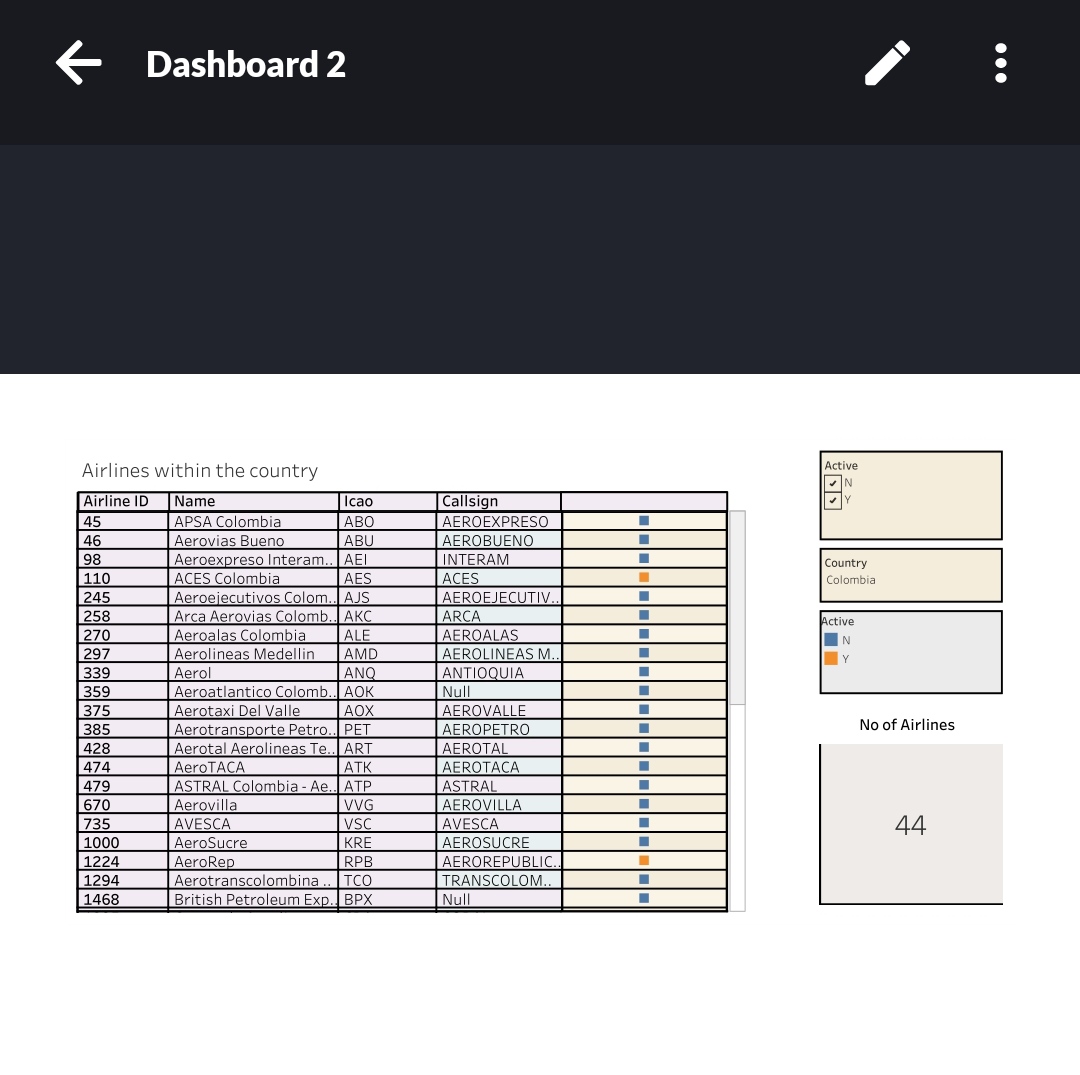 Dashboard 2
Airlines within the country
Airline ID Name Icao Callsign
45 APSA Colombia ABO AEROEXPRESO
46 Aerovias Bueno ABU AEROBUENO
98 Aeroexpreso Interam.. AEI INTERAM
110 ACES Colombia AES ACES
245 Aeroejecutivos Colom.. AJS AEROEJECUTIV..
258 Arca Aerovias Colomb.. AKC ARCA
270 Aeroalas Colombia ALE AEROALAS
297 Aerolineas Medellin AMD AEROLINEAS M..
339 Aerol ANQ ANTIOQUIA
359 Aeroatlantico Colomb.. AOK Null
375 Aerotaxi Del Valle AOX AEROVALLE
385 Aerotransporte Petro.. PET AEROPETRO
428 Aerotal Aerolineas Te.. ART AEROTAL
474 AeroTACA ATK AEROTACA
479 ASTRAL Colombia - Ae.. ATP ASTRAL
670 Aerovilla VVG AEROVILLA
735 AVESCA VSC AVESCA
1000 AeroSucre KRE AEROSUCRE
1224 AeroRep RPB AEROREPUBLIC..
1294 Aerotranscolombina .. TCO TRANSCOLOM..
1468 British Petroleum Exp.. BPX Null
Active
N
Y
Country
Colombia
Active
N
Y
No of Airlines
44